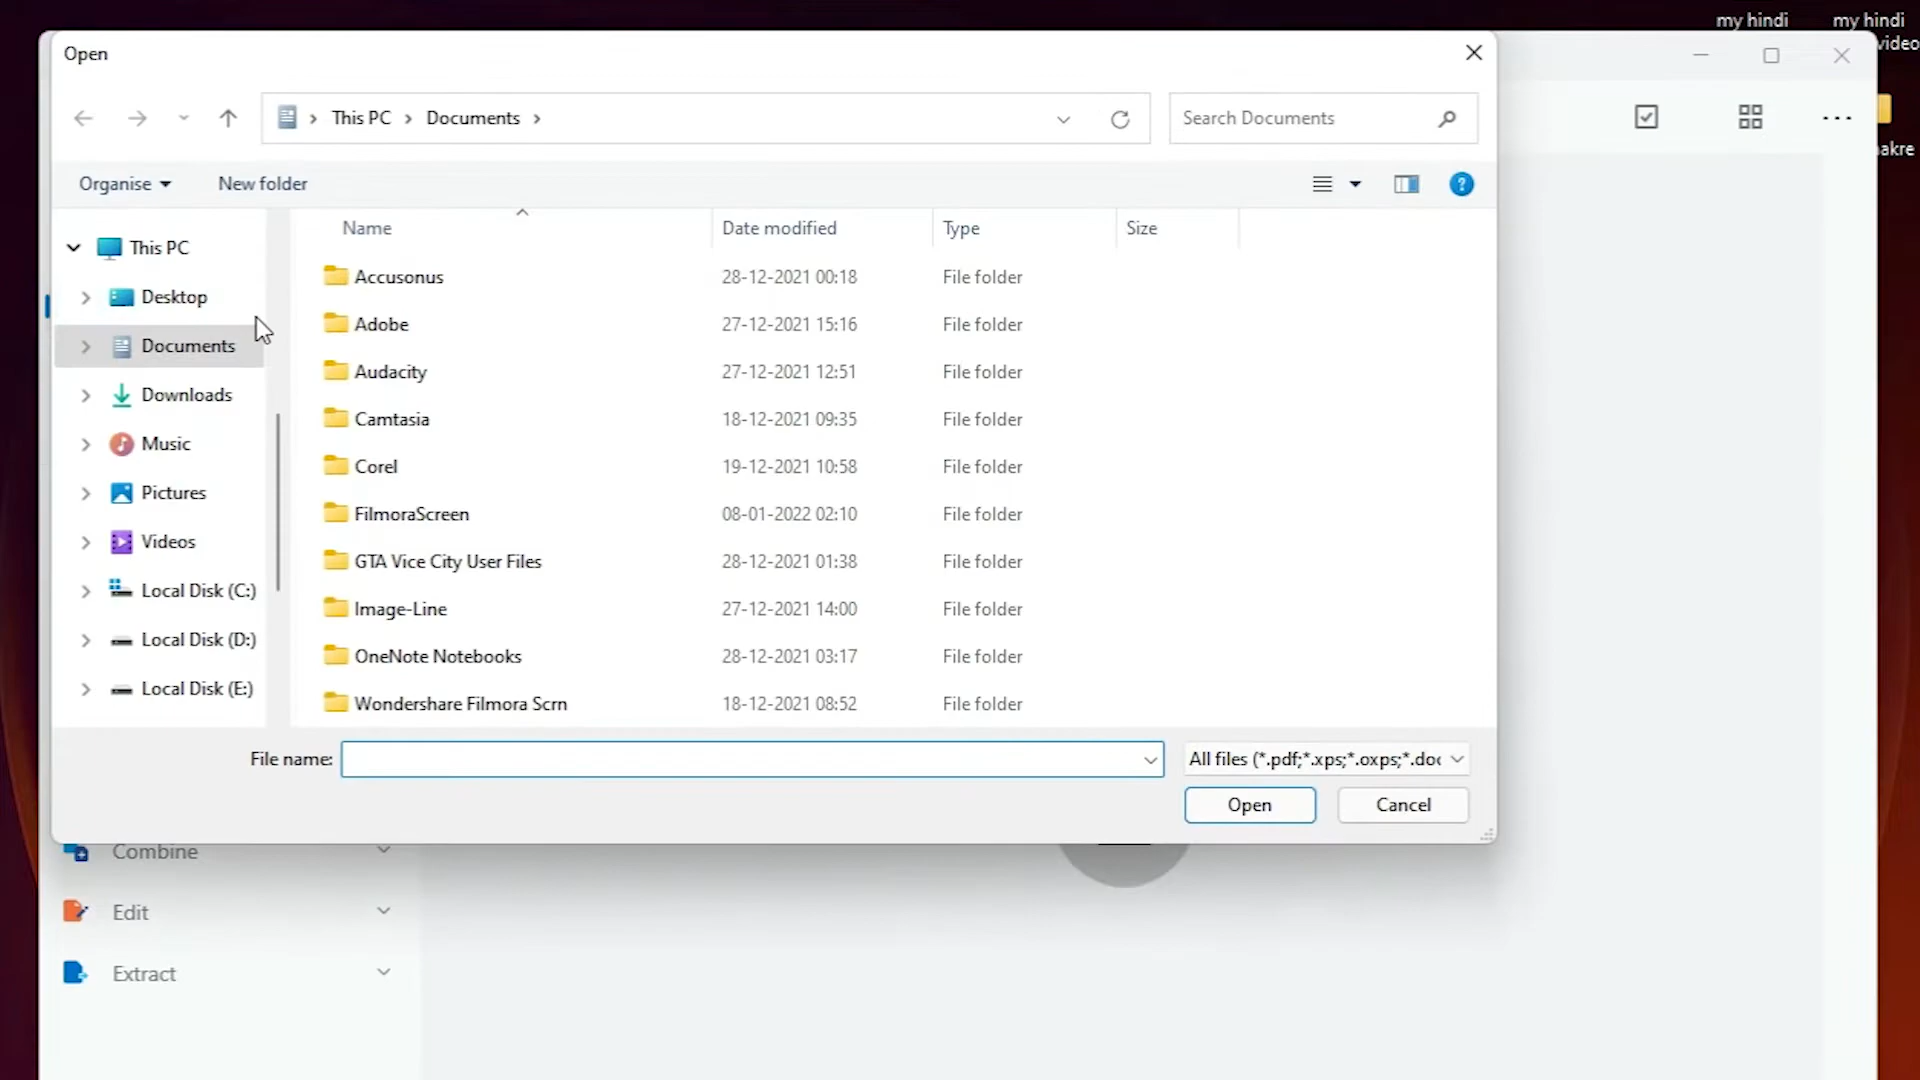 my hindi
my hindi
video
Open
This PC
Documents
Search Documents
akre
Organise
New folder
Name
Date modified
Type
Size
This PC
Desktop
Documents
Downloads
Music
Pictures
Videos
Local Disk (C:)
Local Disk (D:)
Local Disk (E:)
Accusonus 28-12-2021 00:18 File folder
Adobe 27-12-2021 15:16 File folder
Audacity 27-12-2021 12:51 File folder
Camtasia 18-12-2021 09:35 File folder
Corel 19-12-2021 10:58 File folder
FilmoraScreen 08-01-2022 02:10 File folder
GTA Vice City User Files 28-12-2021 01:38 File folder
Image-Line 27-12-2021 14:00 File folder
OneNote Notebooks 28-12-2021 03:17 File folder
Wondershare Filmora Scrn 18-12-2021 08:52 File folder
File name:
All files (*.pdf;*.xps;*.oxps;*.doc
Open
Cancel
Combine
Edit
Extract